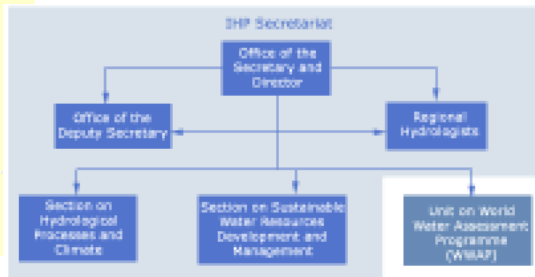 IHP Secretariat
Office of the
Secretary and
Director
Office of the
Deputy Secretary
Regional
Hydrologists
Section on
Hydrological
Processes and
Climate
Section on Sustainable
Water Resources
Development and
Management
Unit on World
Water Assessment
Programme
(WWAP)